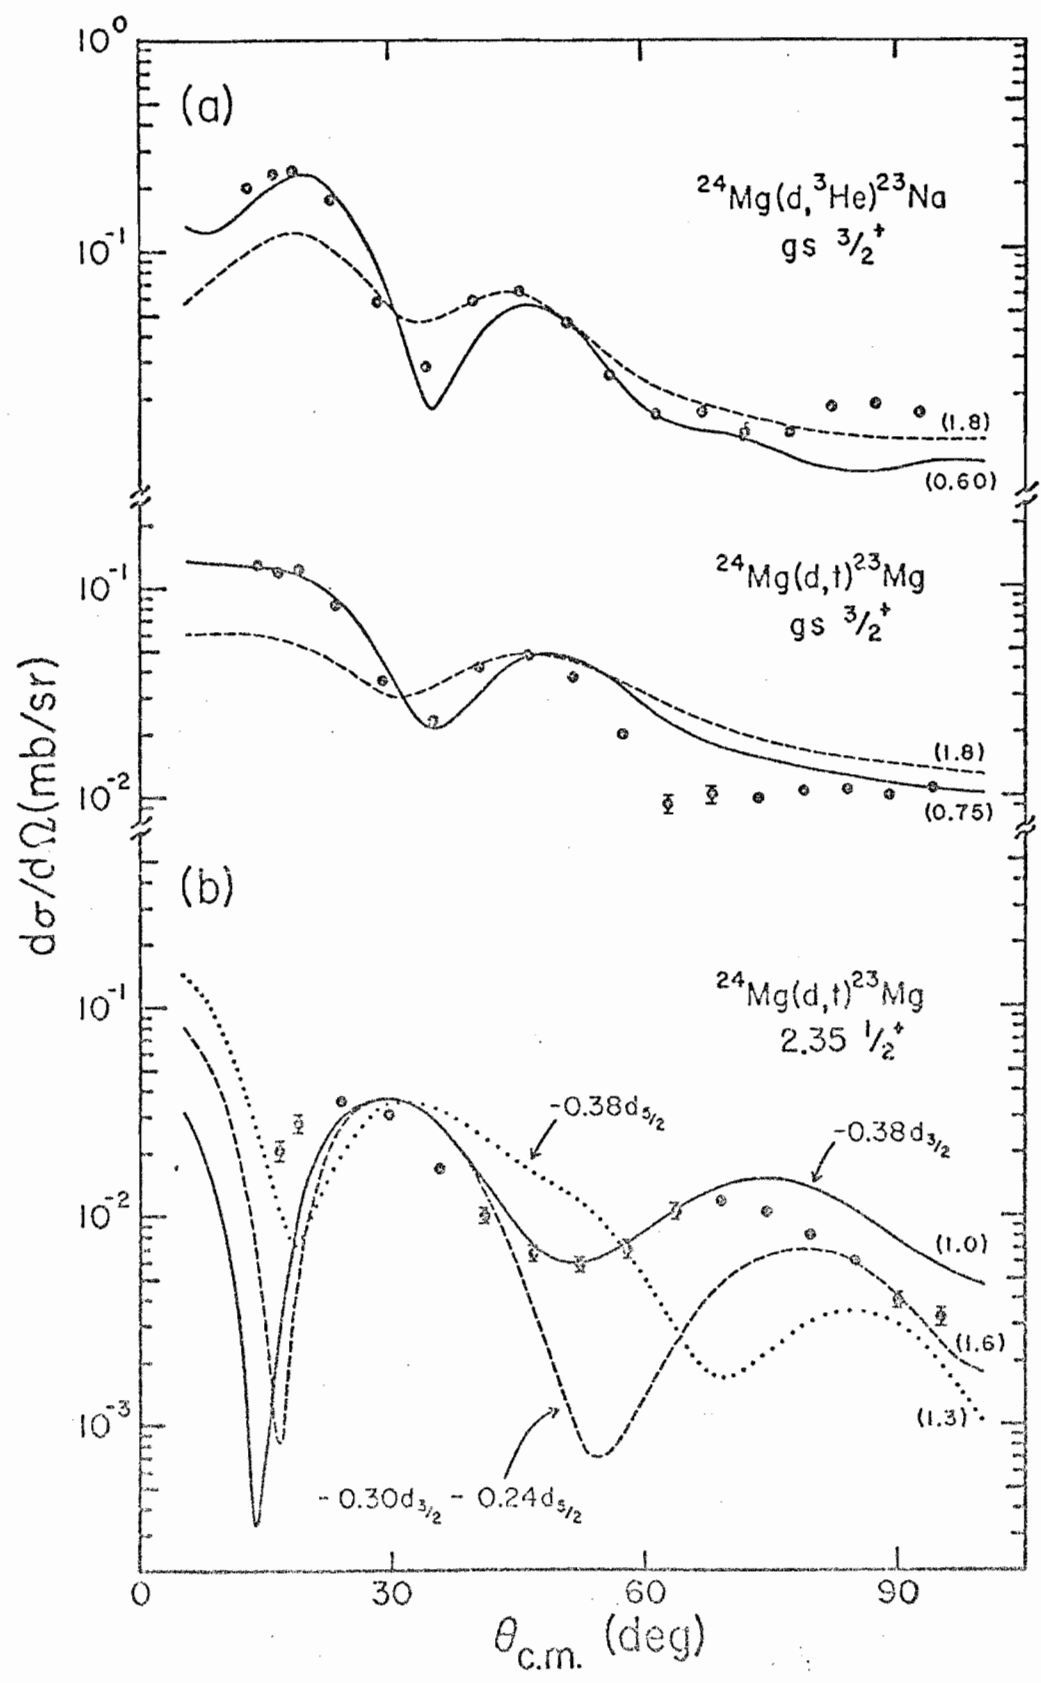 10⁰
(a)
²⁴Mg(d,³He)²³Na
gs 3/2⁺
10⁻¹
(1.8)
(0.60)
²⁴Mg(d,t)²³Mg
gs 3/2⁺
10⁻¹
(1.8)
10⁻²
(0.75)
dσ/dΩ(mb/sr)
(b)
²⁴Mg(d,t)²³Mg
2.35 1/2⁺
10⁻¹
-0.38d₅/₂
-0.38d₃/₂
10⁻²
(1.0)
(1.6)
10⁻³
(1.3)
-0.30d₃/₂ - 0.24d₅/₂
0 30 60 90
θc.m. (deg)